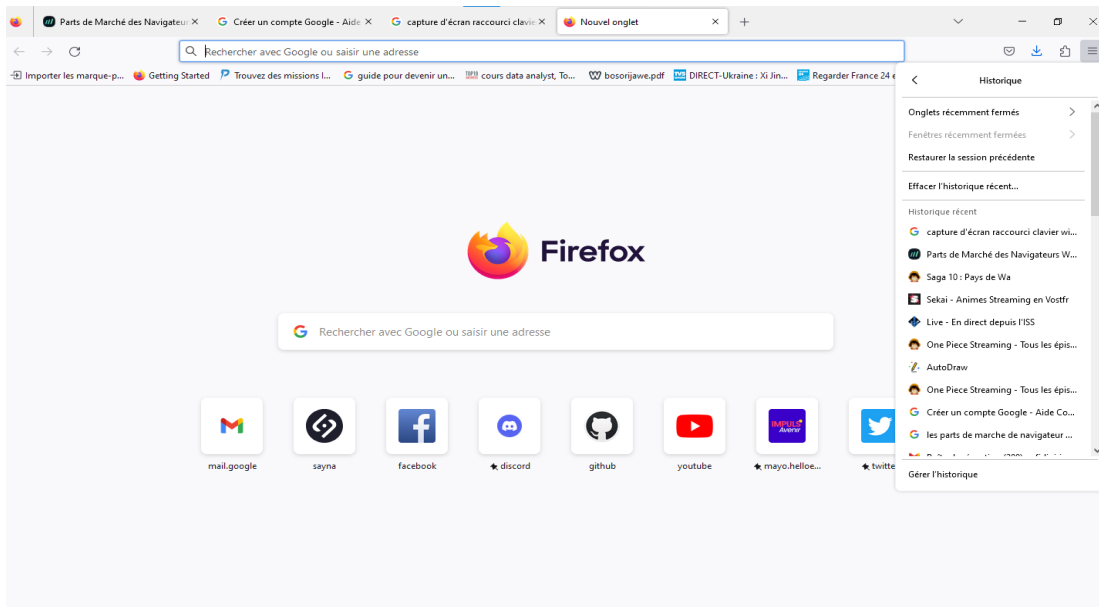 Parts de Marché des Navigateur
Créer un compte Google - Aide
capture d'écran raccourci clavie
Nouvel onglet
Rechercher avec Google ou saisir une adresse
Importer les marque-p...
Getting Started
Trouvez des missions I...
guide pour devenir un...
cours data analyst, To...
bosorijawe.pdf
DIRECT-Ukraine : Xi Jin...
Regarder France 24 e
Historique
Onglets récemment fermés
Fenêtres récemment fermées
Restaurer la session précédente
Effacer l'historique récent...
Historique récent
capture d'écran raccourci clavier wi...
Parts de Marché des Navigateurs W...
Saga 10 : Pays de Wa
Sekai - Animes Streaming en Vostfr
Live - En direct depuis l'ISS
One Piece Streaming - Tous les épis...
AutoDraw
One Piece Streaming - Tous les épis...
Créer un compte Google - Aide Co...
les parts de marche de navigateur ...
Gérer l'historique
Firefox
Rechercher avec Google ou saisir une adresse
IMPULS'
Avenir
mail.google
sayna
facebook
discord
github
youtube
mayo.helloe...
twitte